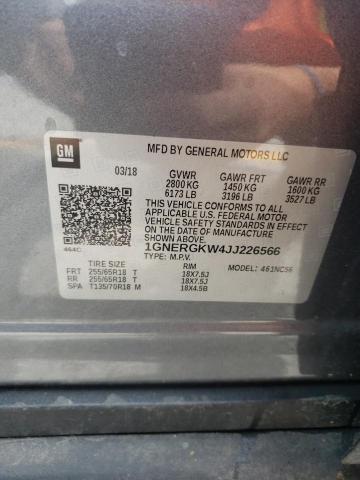 GM
MFD BY GENERAL MOTORS LLC
03/18 GVWR GAWR FRT GAWR RR
2800 KG 1450 KG 1600 KG
6173 LB 3196 LB 3527 LB
THIS VEHICLE CONFORMS TO ALL APPLICABLE
U.S. FEDERAL MOTOR
VEHICLE SAFETY STANDARDS IN EFFECT ON
THE DATE OF MANUFACTURE SHOWN ABOVE.
464C 1GNERGKW4JJ226566
TYPE: M.P.V.
TIRE SIZE RIM MODEL: 461NC56
FRT 255/65R18 T 18X7.5J
RR 255/65R18 T 18X7.5J
SPA T135/70R18 M 18X4.5B